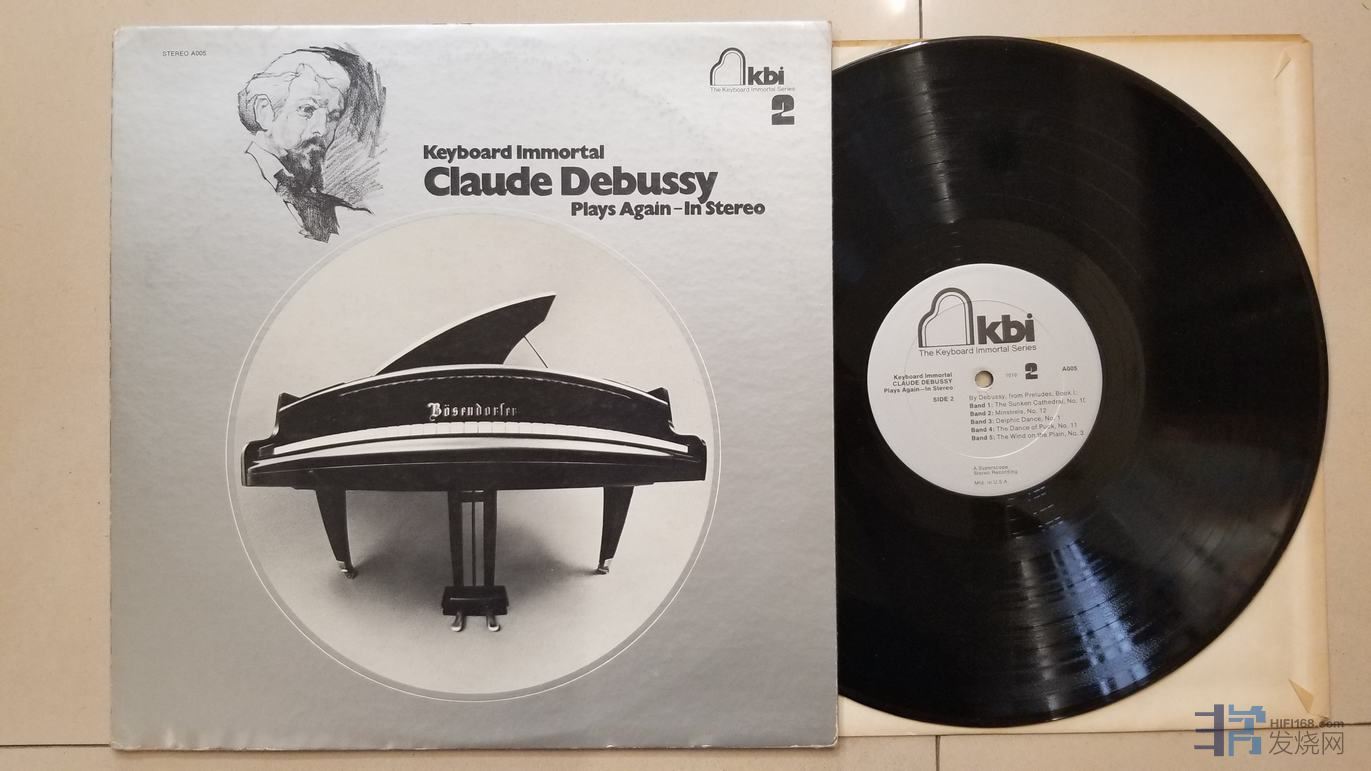 STEREO A005
kbi
The Keyboard Immortal Series
2
Keyboard Immortal
Claude Debussy
Plays Again–In Stereo
Bösendorfer
kbi
The Keyboard Immortal Series
Keyboard Immortal
CLAUDE DEBUSSY
Plays Again—In Stereo
SIDE 2
2
A005
By Debussy, from Preludes, Book I:
Band 1: The Sunken Cathedral, No. 10
Band 2: Minstrels, No. 12
Band 3: Delphic Dance, No. 1
Band 4: The Dance of Puck, No. 11
Band 5: The Wind on the Plain, No. 3
A Superscope
Stereo Recording
Mfd. in U.S.A.
HIFI168.com
发烧网